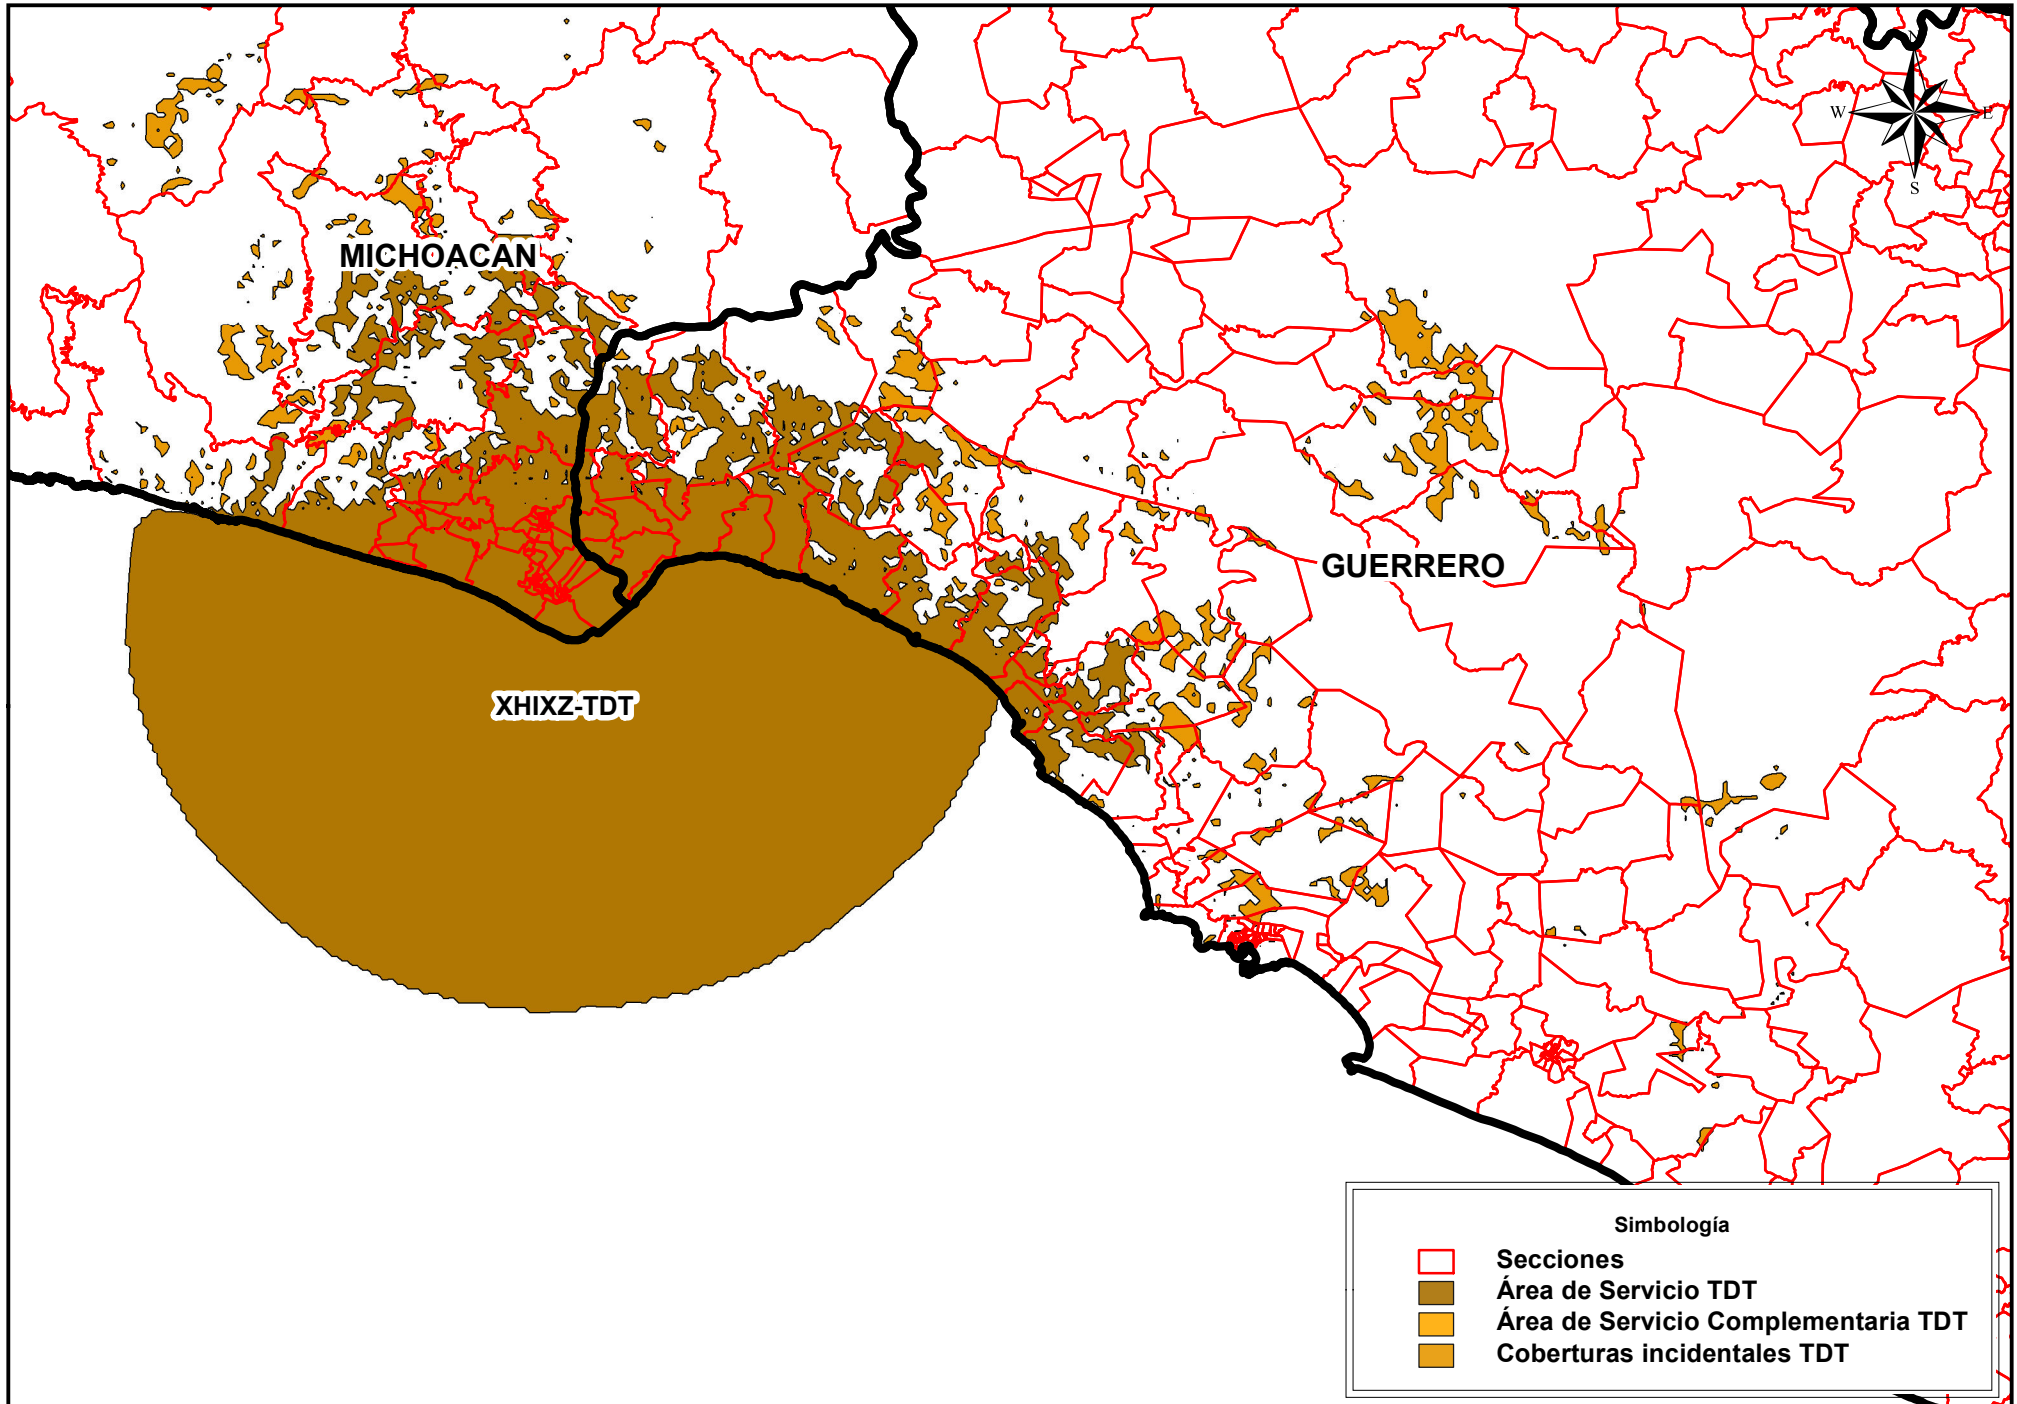 N
W E
S
MICHOACAN
GUERRERO
XHIXZ-TDT
Simbología
Secciones
Área de Servicio TDT
Área de Servicio Complementaria TDT
Coberturas incidentales TDT